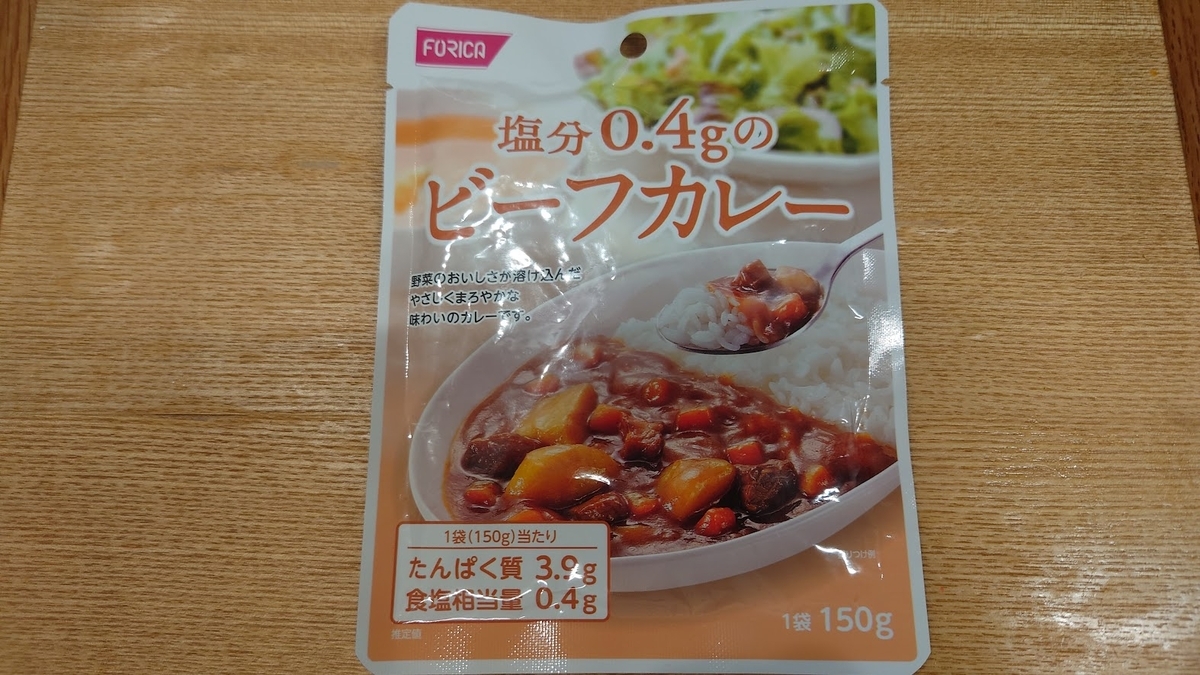 FORICA
塩分0.4gの
ビーフカレー
野菜のおいしさが溶け込んだ
やさしくまろやかな
味わいのカレーです。
1袋(150g)当たり
たんぱく質 3.9g
食塩相当量 0.4g
推定値
1袋 150g